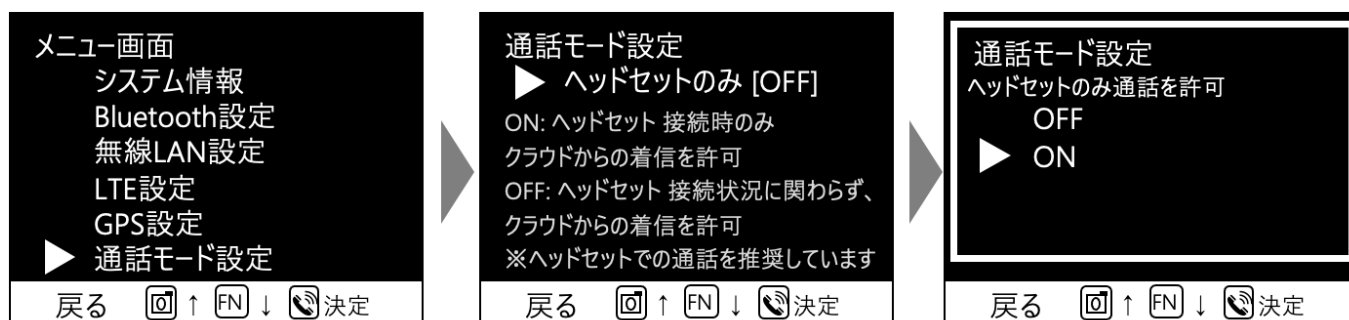 メニュー画面
システム情報
Bluetooth設定
無線LAN設定
LTE設定
GPS設定
▶ 通話モード設定
戻る ↑ FN ↓ 決定
通話モード設定
▶ ヘッドセットのみ [OFF]
ON: ヘッドセット 接続時のみ
クラウドからの着信を許可
OFF: ヘッドセット 接続状況に関わらず、
クラウドからの着信を許可
※ヘッドセットでの通話を推奨しています
戻る ↑ FN ↓ 決定
通話モード設定
ヘッドセットのみ通話を許可
OFF
▶ ON
戻る ↑ FN ↓ 決定